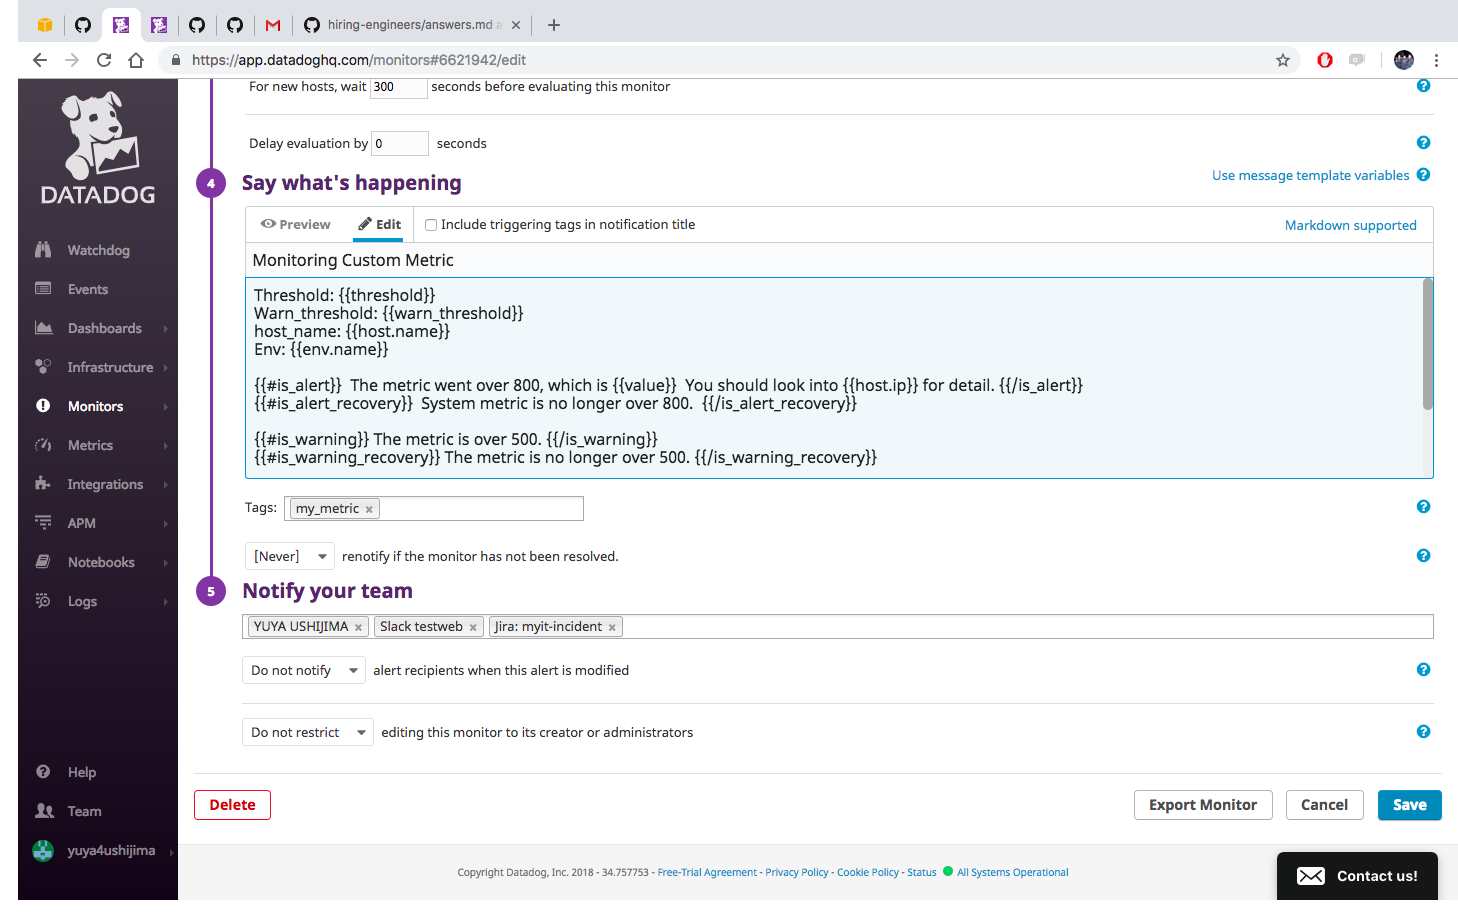 hiring-engineers/answers.md a
https://app.datadoghq.com/monitors#6621942/edit
DATADOG
Watchdog
Events
Dashboards
Infrastructure
Monitors
Metrics
Integrations
APM
Notebooks
Logs
Help
Team
yuya4ushijima
For new hosts, wait 300 seconds before evaluating this monitor
Delay evaluation by 0 seconds
4 Say what's happening
Use message template variables
Preview Edit Include triggering tags in notification title Markdown supported
Monitoring Custom Metric
Threshold: {{threshold}}
Warn_threshold: {{warn_threshold}}
host_name: {{host.name}}
Env: {{env.name}}
{{#is_alert}} The metric went over 800, which is {{value}} You should look into {{host.ip}} for detail. {{/is_alert}}
{{#is_alert_recovery}} System metric is no longer over 800. {{/is_alert_recovery}}
{{#is_warning}} The metric is over 500. {{/is_warning}}
{{#is_warning_recovery}} The metric is no longer over 500. {{/is_warning_recovery}}
Tags: my_metric ×
[Never] renotify if the monitor has not been resolved.
5 Notify your team
YUYA USHIJIMA × Slack testweb × Jira: myit-incident ×
Do not notify alert recipients when this alert is modified
Do not restrict editing this monitor to its creator or administrators
Delete Export Monitor Cancel Save
Copyright Datadog, Inc. 2018 - 34.757753 - Free-Trial Agreement - Privacy Policy - Cookie Policy - Status All Systems Operational
Contact us!